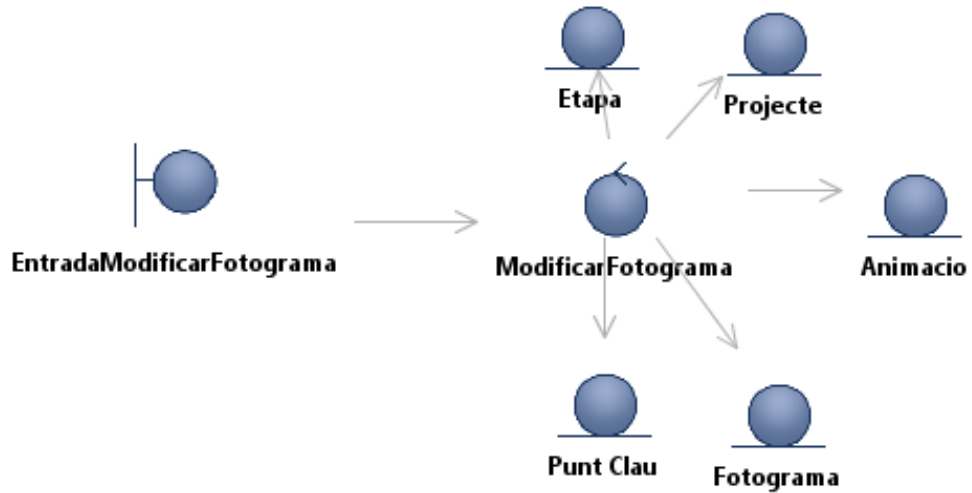 Etapa
Projecte
EntradaModificarFotograma
ModificarFotograma
Animacio
Punt Clau
Fotograma